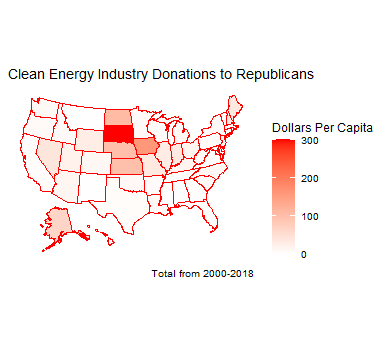 Clean Energy Industry Donations to Republicans
Dollars Per Capita
300
200
100
0
Total from 2000-2018